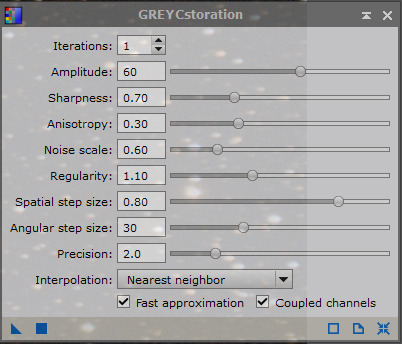 GREYCstoration
Iterations: 1
Amplitude: 60
Sharpness: 0.70
Anisotropy: 0.30
Noise scale: 0.60
Regularity: 1.10
Spatial step size: 0.80
Angular step size: 30
Precision: 2.0
Interpolation: Nearest neighbor
Fast approximation Coupled channels